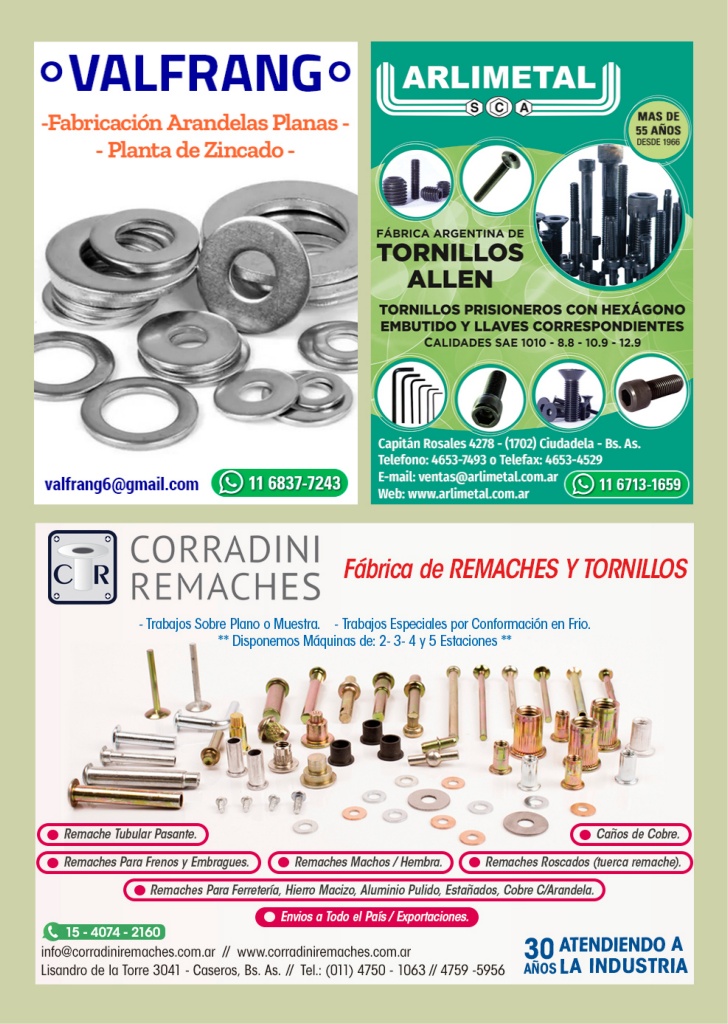 VALFRANG
-Fabricación Arandelas Planas -
- Planta de Zincado -
valfrang6@gmail.com
11 6837-7243
ARLIMETAL
S C A
MAS DE
55 AÑOS
DESDE 1966
FÁBRICA ARGENTINA DE
TORNILLOS
ALLEN
TORNILLOS PRISIONEROS CON HEXÁGONO
EMBUTIDO Y LLAVES CORRESPONDIENTES
CALIDADES SAE 1010 - 8.8 - 10.9 - 12.9
Capitán Rosales 4278 - (1702) Ciudadela - Bs. As.
Telefono: 4653-7493 o Telefax: 4653-4529
E-mail: ventas@arlimetal.com.ar
Web: www.arlimetal.com.ar
11 6713-1659
C R
CORRADINI
REMACHES
Fábrica de REMACHES Y TORNILLOS
- Trabajos Sobre Plano o Muestra. - Trabajos Especiales por Conformación en Frio.
** Disponemos Máquinas de: 2- 3- 4 y 5 Estaciones **
Remache Tubular Pasante.
Caños de Cobre.
Remaches Para Frenos y Embragues.
Remaches Machos / Hembra.
Remaches Roscados (tuerca remache).
Remaches Para Ferretería, Hierro Macizo, Aluminio Pulido, Estañados, Cobre C/Arandela.
Envios a Todo el País / Exportaciones.
15 - 4074 - 2160
info@corradiniremaches.com.ar // www.corradiniremaches.com.ar
Lisandro de la Torre 3041 - Caseros, Bs. As. // Tel.: (011) 4750 - 1063 // 4759 -5956
30 AÑOS
ATENDIENDO A
LA INDUSTRIA